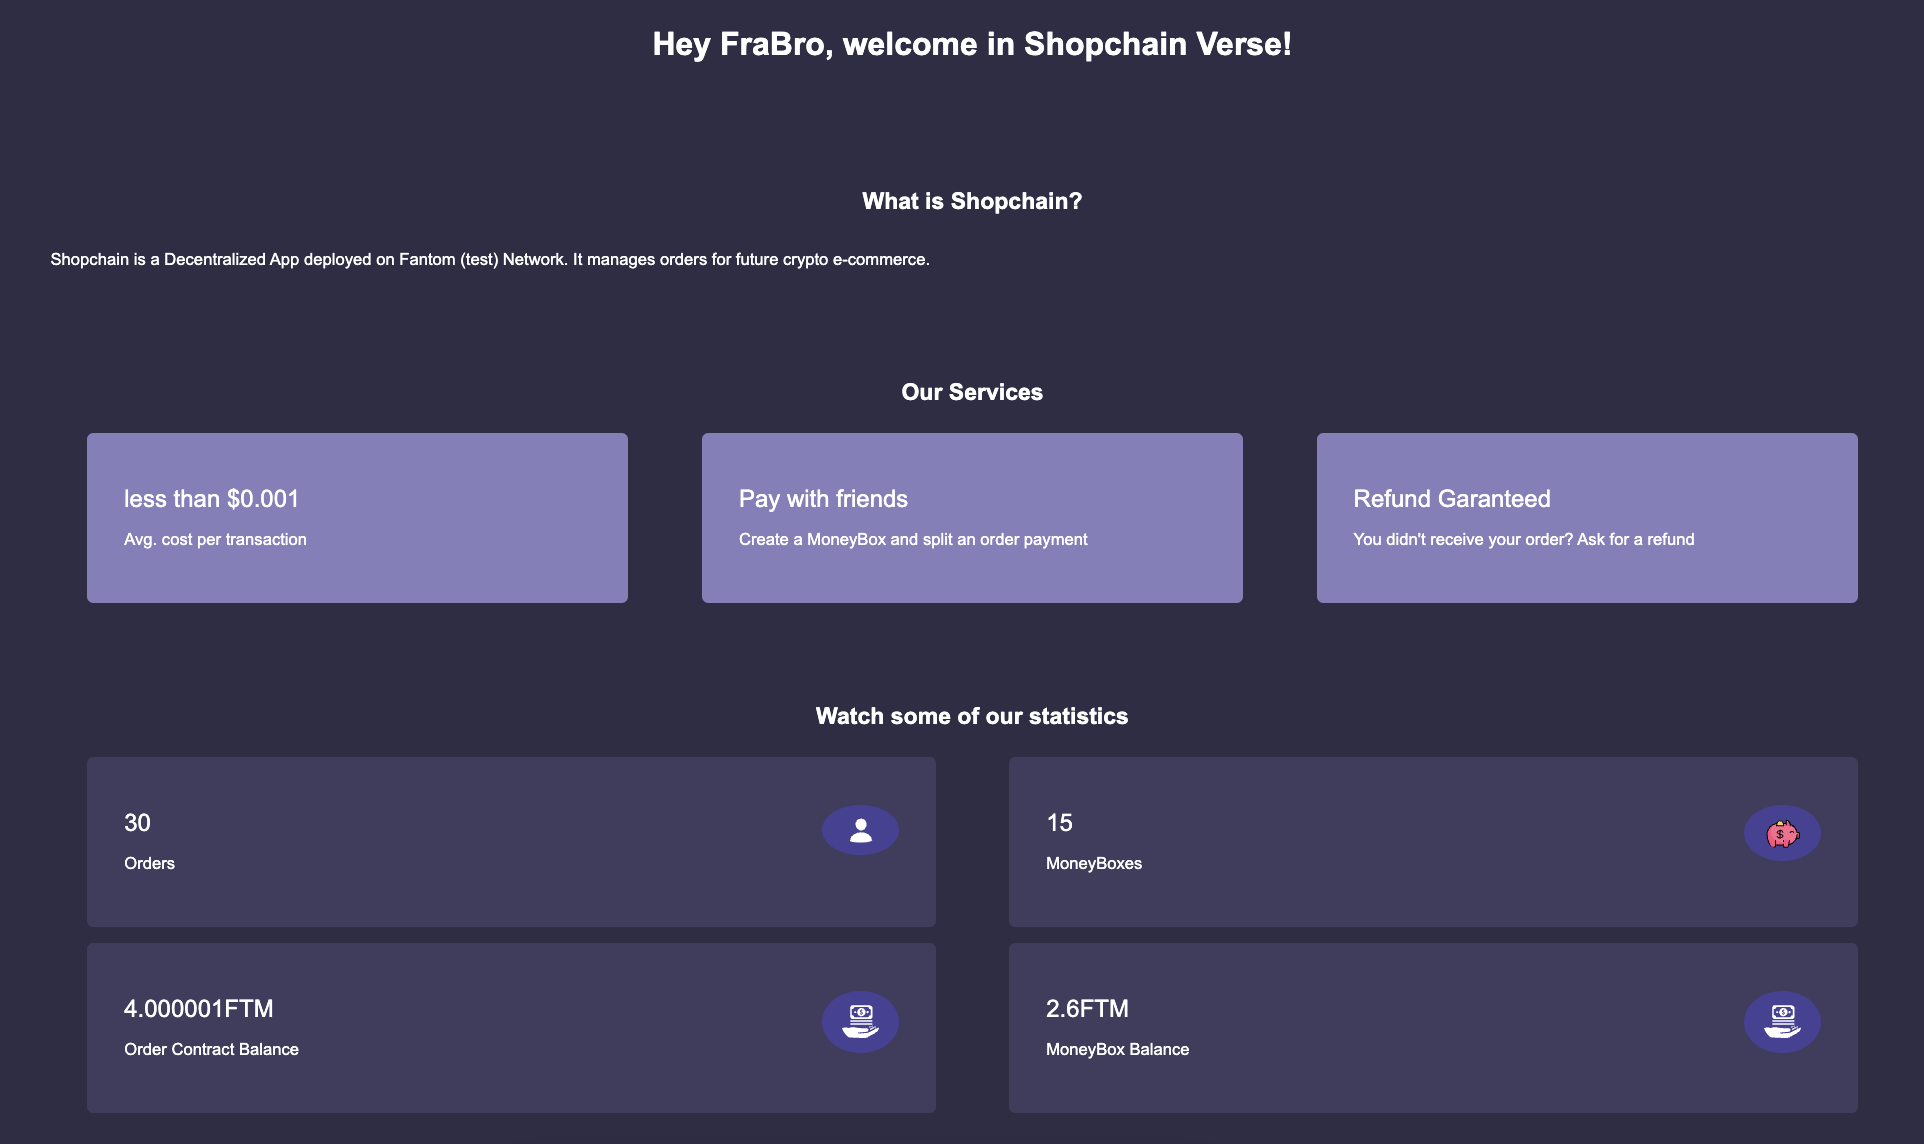 Hey FraBro, welcome in Shopchain Verse!
What is Shopchain?
Shopchain is a Decentralized App deployed on Fantom (test) Network. It manages orders for future crypto e-commerce.
Our Services
less than $0.001
Avg. cost per transaction
Pay with friends
Create a MoneyBox and split an order payment
Refund Garanteed
You didn't receive your order? Ask for a refund
Watch some of our statistics
30
Orders
15
MoneyBoxes
4.000001FTM
Order Contract Balance
2.6FTM
MoneyBox Balance